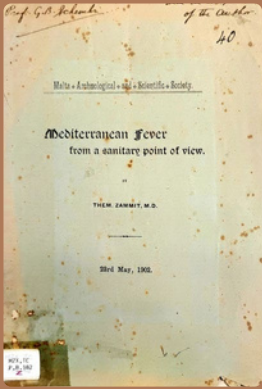 Prof. G.B. Schembri
of the Author.
40
Malta Archæological and Scientific Society.
Mediterranean Fever
from a sanitary point of view.
BY
THEM. ZAMMIT, M.D.
23rd May, 1902.